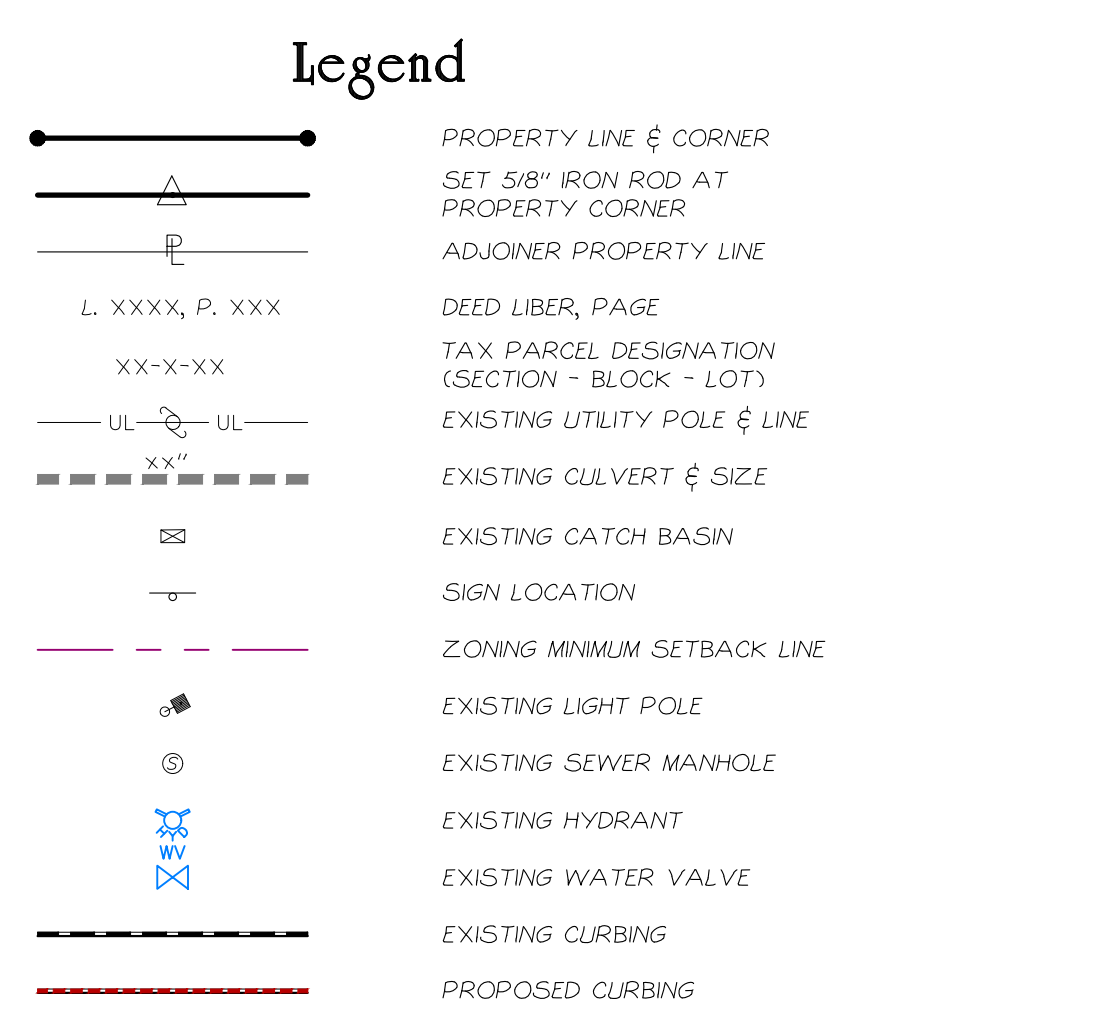 Legend
PROPERTY LINE & CORNER
SET 5/8" IRON ROD AT
PROPERTY CORNER
PL ADJOINER PROPERTY LINE
L. XXXX, P. XXX DEED LIBER, PAGE
TAX PARCEL DESIGNATION
XX-X-XX (SECTION - BLOCK - LOT)
UL UL EXISTING UTILITY POLE & LINE
XX"
EXISTING CULVERT & SIZE
EXISTING CATCH BASIN
SIGN LOCATION
ZONING MINIMUM SETBACK LINE
EXISTING LIGHT POLE
S EXISTING SEWER MANHOLE
HYD EXISTING HYDRANT
WV
EXISTING WATER VALVE
EXISTING CURBING
PROPOSED CURBING